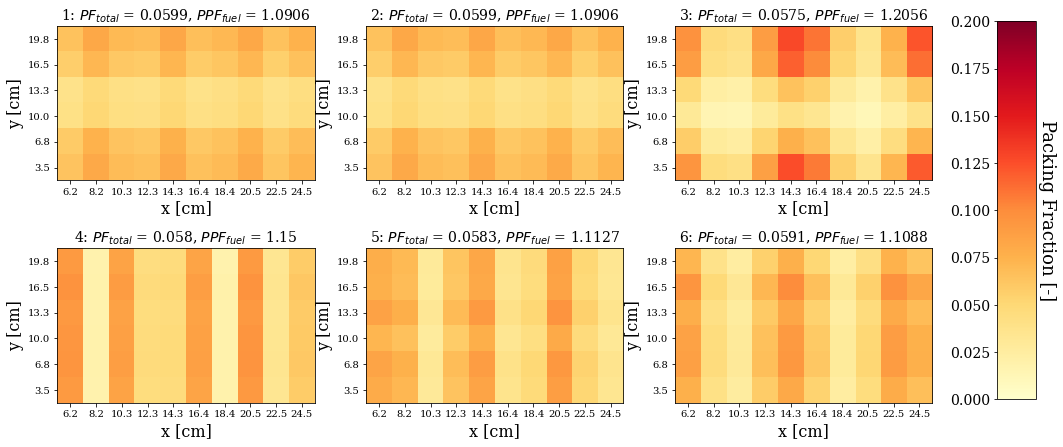 1: PF_total = 0.0599, PPF_fuel = 1.0906
2: PF_total = 0.0599, PPF_fuel = 1.0906
3: PF_total = 0.0575, PPF_fuel = 1.2056
y [cm]
19.8
16.5
13.3
10.0
6.8
3.5
6.2 8.2 10.3 12.3 14.3 16.4 18.4 20.5 22.5 24.5
x [cm]
y [cm]
19.8
16.5
13.3
10.0
6.8
3.5
6.2 8.2 10.3 12.3 14.3 16.4 18.4 20.5 22.5 24.5
x [cm]
y [cm]
19.8
16.5
13.3
10.0
6.8
3.5
6.2 8.2 10.3 12.3 14.3 16.4 18.4 20.5 22.5 24.5
x [cm]
4: PF_total = 0.058, PPF_fuel = 1.15
5: PF_total = 0.0583, PPF_fuel = 1.1127
6: PF_total = 0.0591, PPF_fuel = 1.1088
y [cm]
19.8
16.5
13.3
10.0
6.8
3.5
6.2 8.2 10.3 12.3 14.3 16.4 18.4 20.5 22.5 24.5
x [cm]
y [cm]
19.8
16.5
13.3
10.0
6.8
3.5
6.2 8.2 10.3 12.3 14.3 16.4 18.4 20.5 22.5 24.5
x [cm]
y [cm]
19.8
16.5
13.3
10.0
6.8
3.5
6.2 8.2 10.3 12.3 14.3 16.4 18.4 20.5 22.5 24.5
x [cm]
0.200
0.175
0.150
0.125
0.100
0.075
0.050
0.025
0.000
Packing Fraction [-]